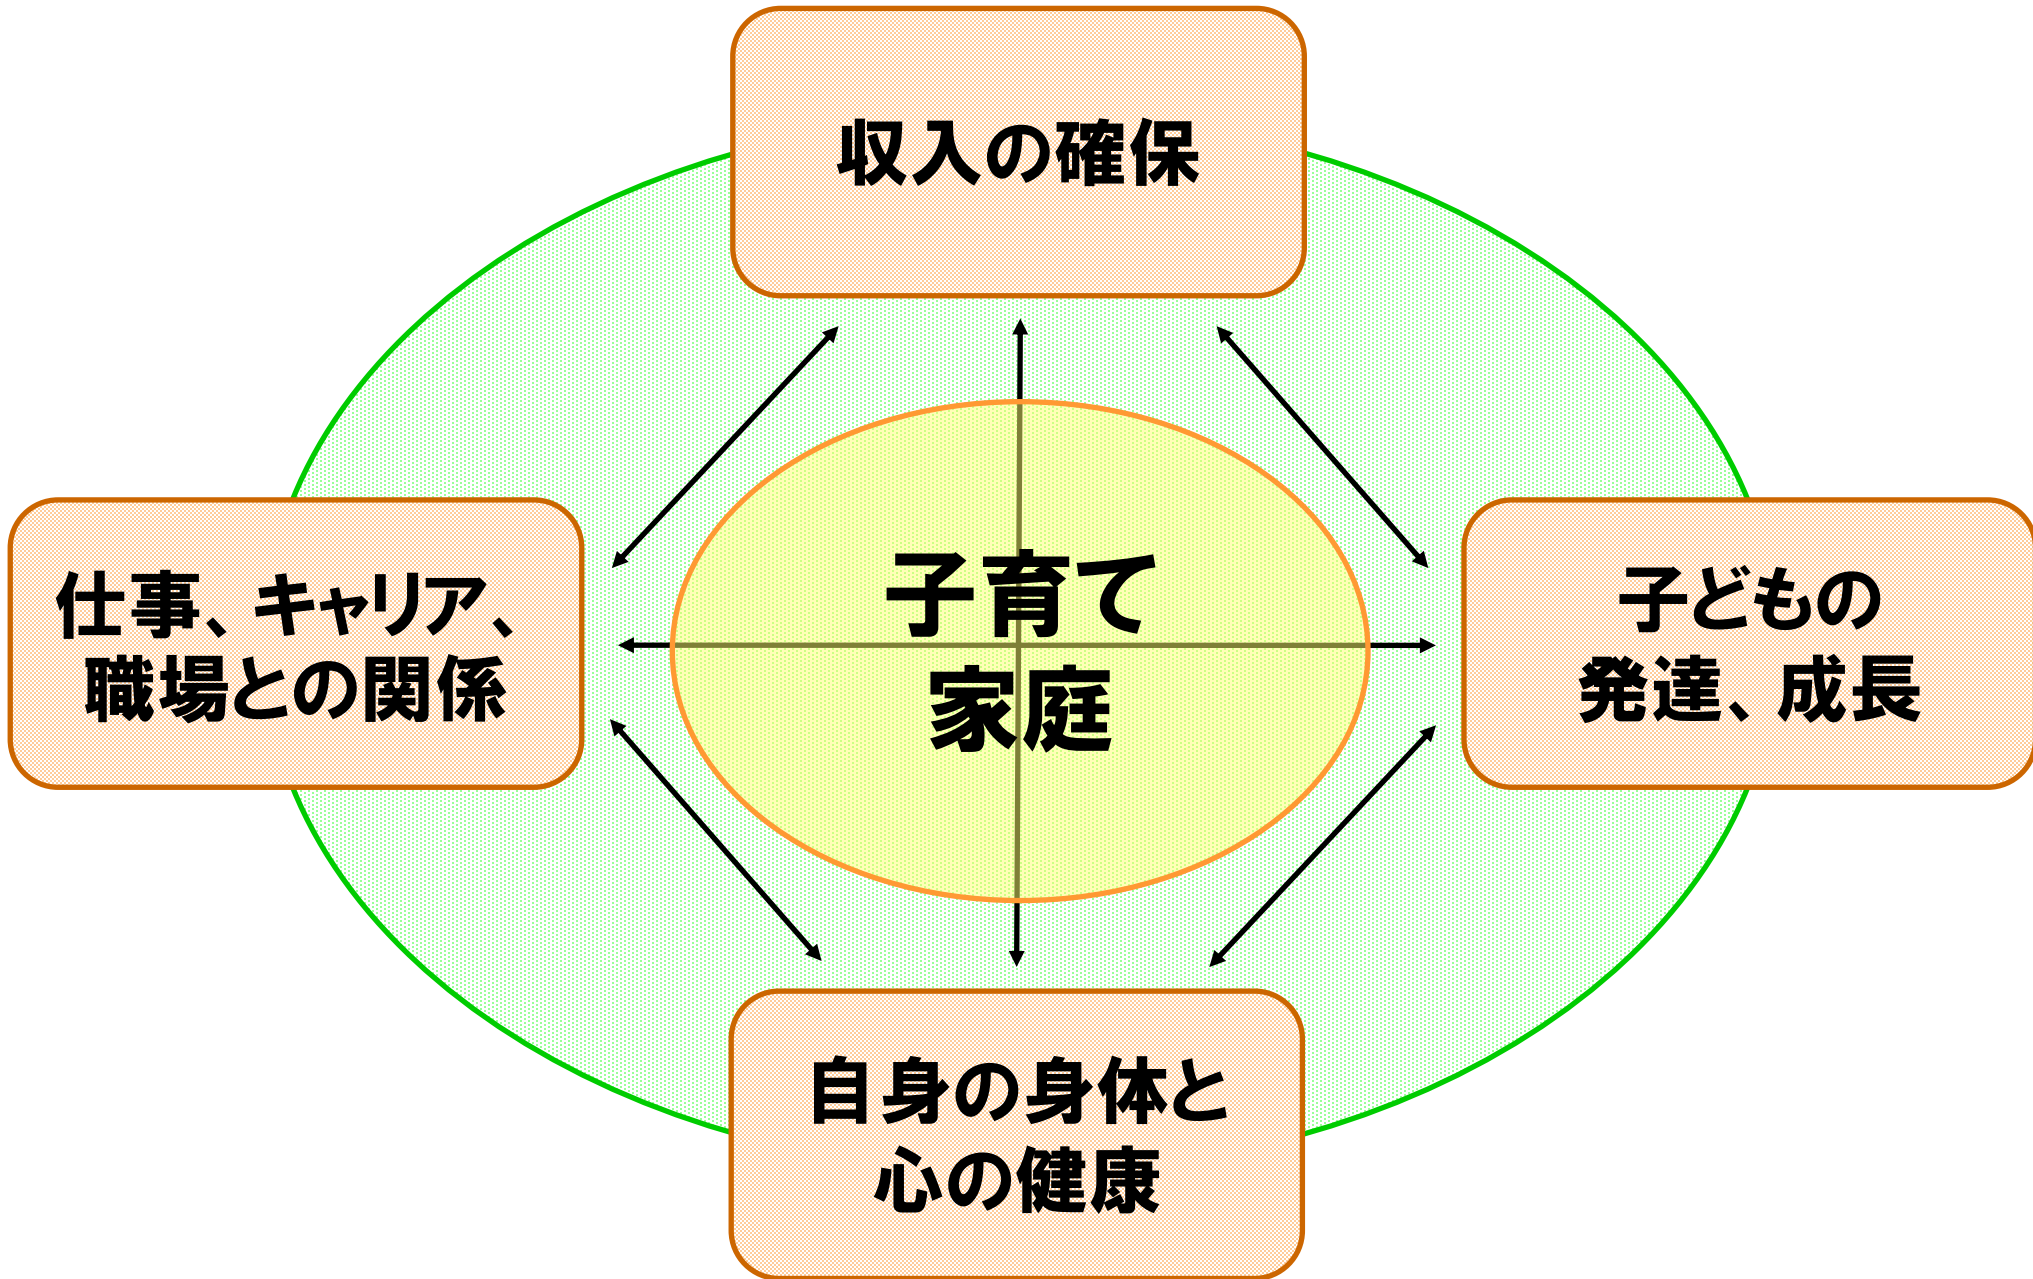 収入の確保
仕事、キャリア、
職場との関係
子育て
家庭
子どもの
発達、成長
自身の身体と
心の健康